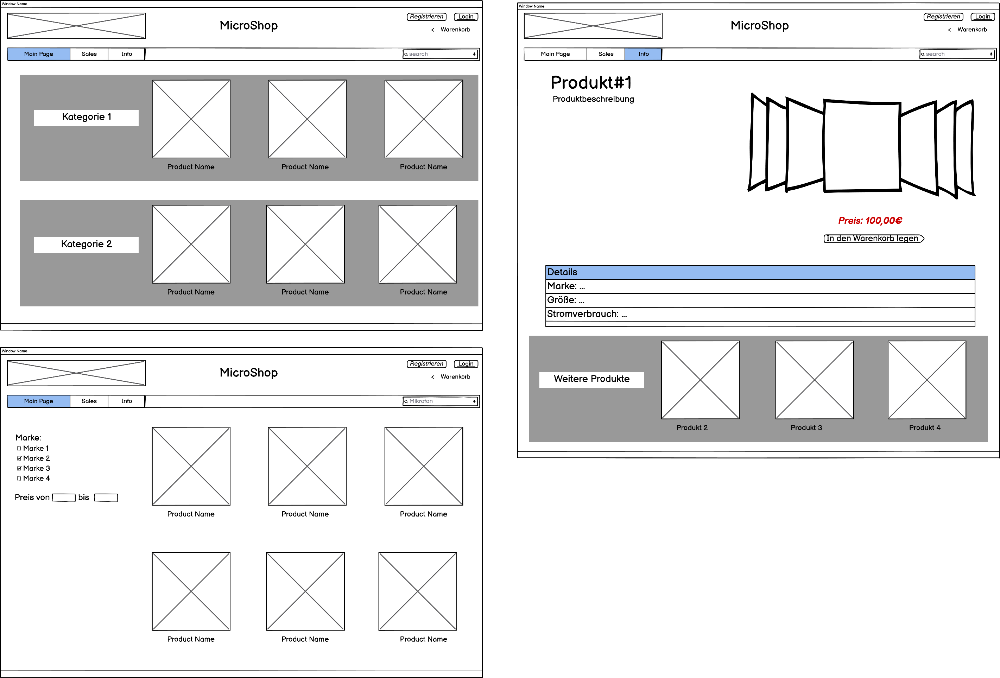 Window Name
MicroShop
Registrieren
Login
< Warenkorb
Main Page
Sales
Info
search
Kategorie 1
Product Name
Product Name
Product Name
Kategorie 2
Product Name
Product Name
Product Name
Window Name
MicroShop
Registrieren
Login
< Warenkorb
Main Page
Sales
Info
Mikrofon
Marke:
Marke 1
Marke 2
Marke 3
Marke 4
Preis von bis
Product Name
Product Name
Product Name
Product Name
Product Name
Product Name
Window Name
MicroShop
Registrieren
Login
< Warenkorb
Main Page
Sales
Info
search
Produkt#1
Produktbeschreibung
Preis: 100,00€
In den Warenkorb legen
Details
Marke: ...
Größe: ...
Stromverbrauch: ...
Weitere Produkte
Produkt 2
Produkt 3
Produkt 4